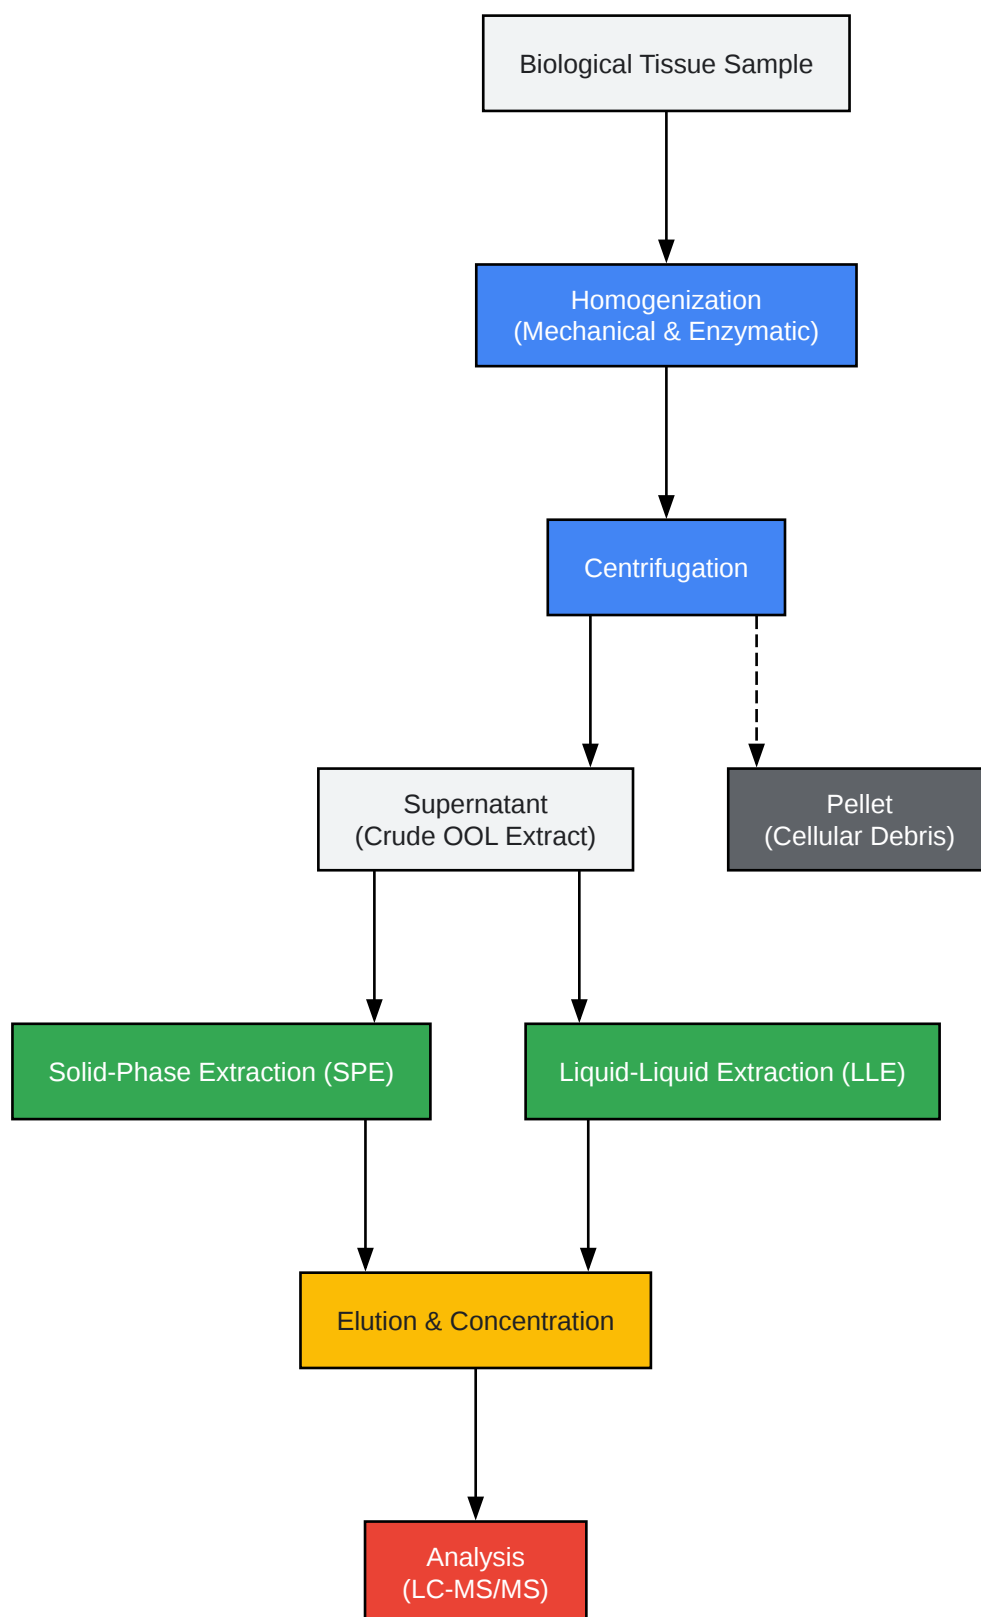 Biological Tissue Sample
Homogenization
(Mechanical & Enzymatic)
Centrifugation
Supernatant
(Crude OOL Extract)
Pellet
(Cellular Debris)
Solid-Phase Extraction (SPE)
Liquid-Liquid Extraction (LLE)
Elution & Concentration
Analysis
(LC-MS/MS)